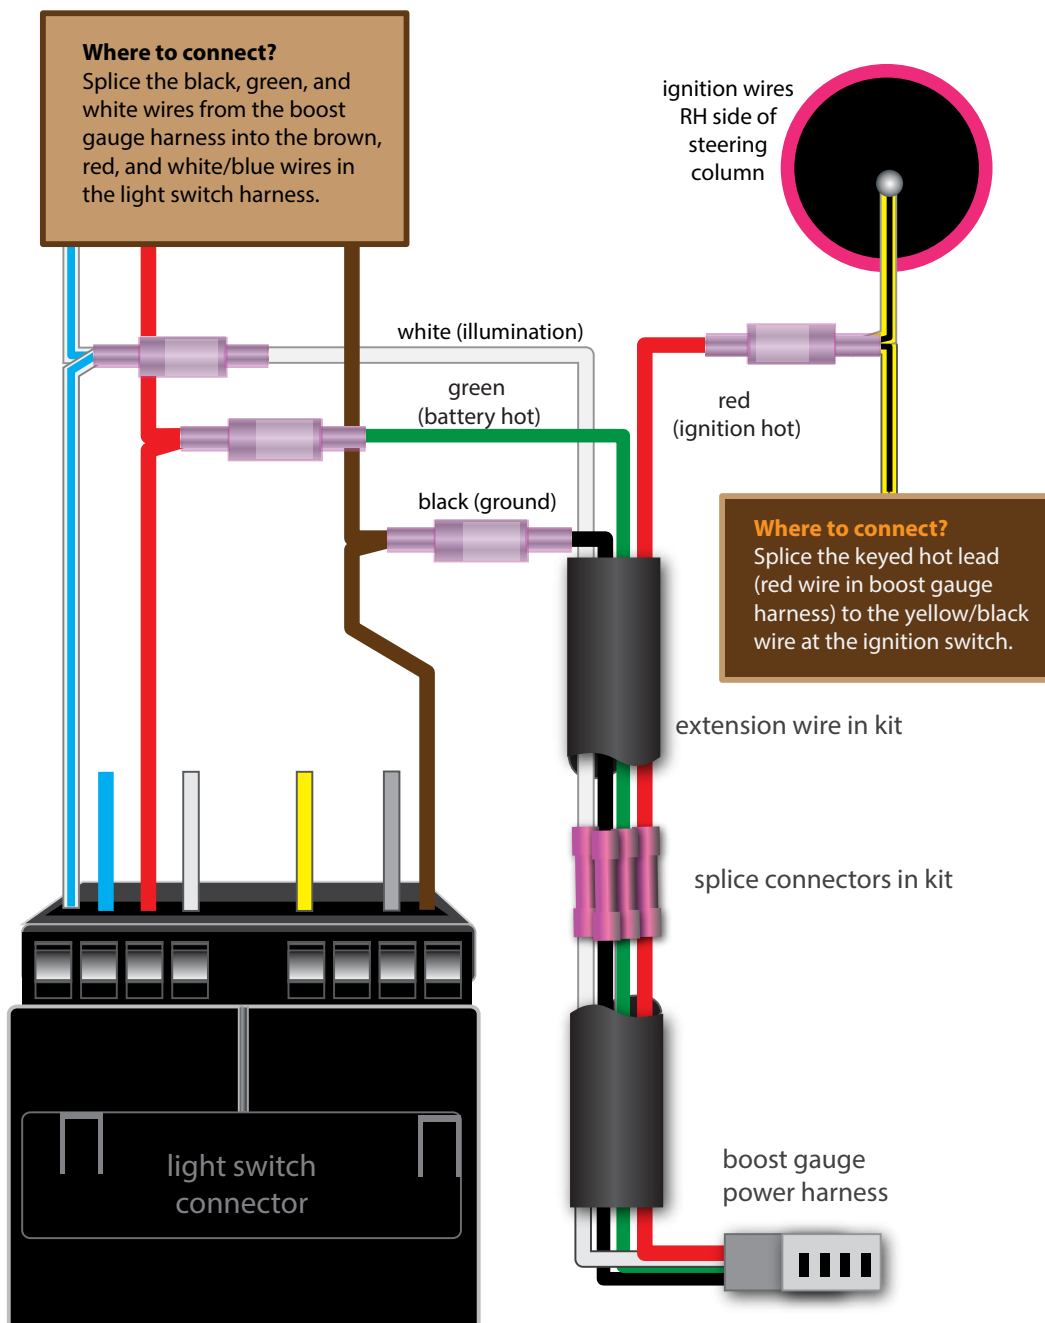 Where to connect?
Splice the black, green, and
white wires from the boost
gauge harness into the brown,
red, and white/blue wires in
the light switch harness.
ignition wires
RH side of
steering
column
white (illumination)
green
(battery hot)
red
(ignition hot)
black (ground)
Where to connect?
Splice the keyed hot lead
(red wire in boost gauge
harness) to the yellow/black
wire at the ignition switch.
extension wire in kit
splice connectors in kit
light switch
connector
boost gauge
power harness